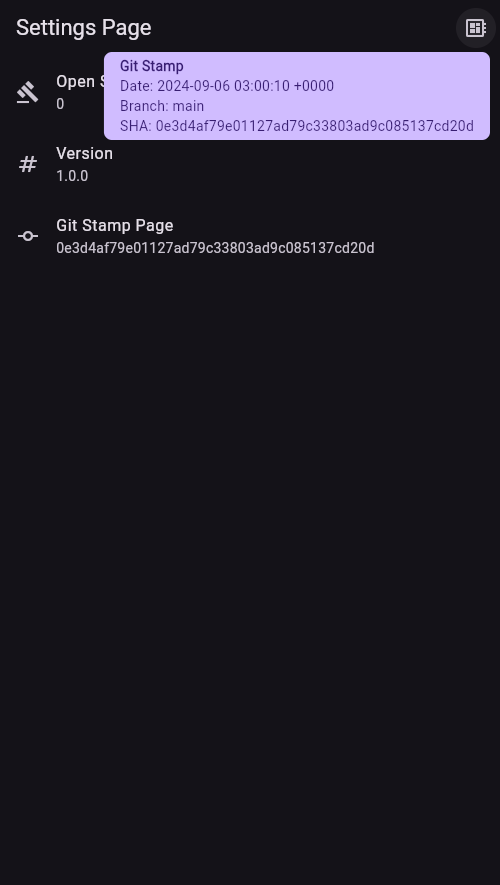 Settings Page
Git Stamp
Date: 2024-09-06 03:00:10 +0000
Branch: main
SHA: 0e3d4af79e01127ad79c33803ad9c085137cd20d
Open
0
Version
1.0.0
Git Stamp Page
0e3d4af79e01127ad79c33803ad9c085137cd20d